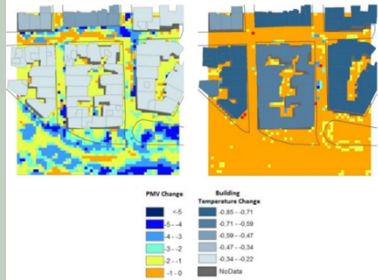 PMV Change
<-5
-5 - -4
-4 - -3
-3 - -2
-2 - -1
-1 - 0
Building
Temperature Change
-0,85 - -0,71
-0,71 - -0,59
-0,59 - -0,47
-0,47 - -0,34
-0,34 - -0,22
NoData